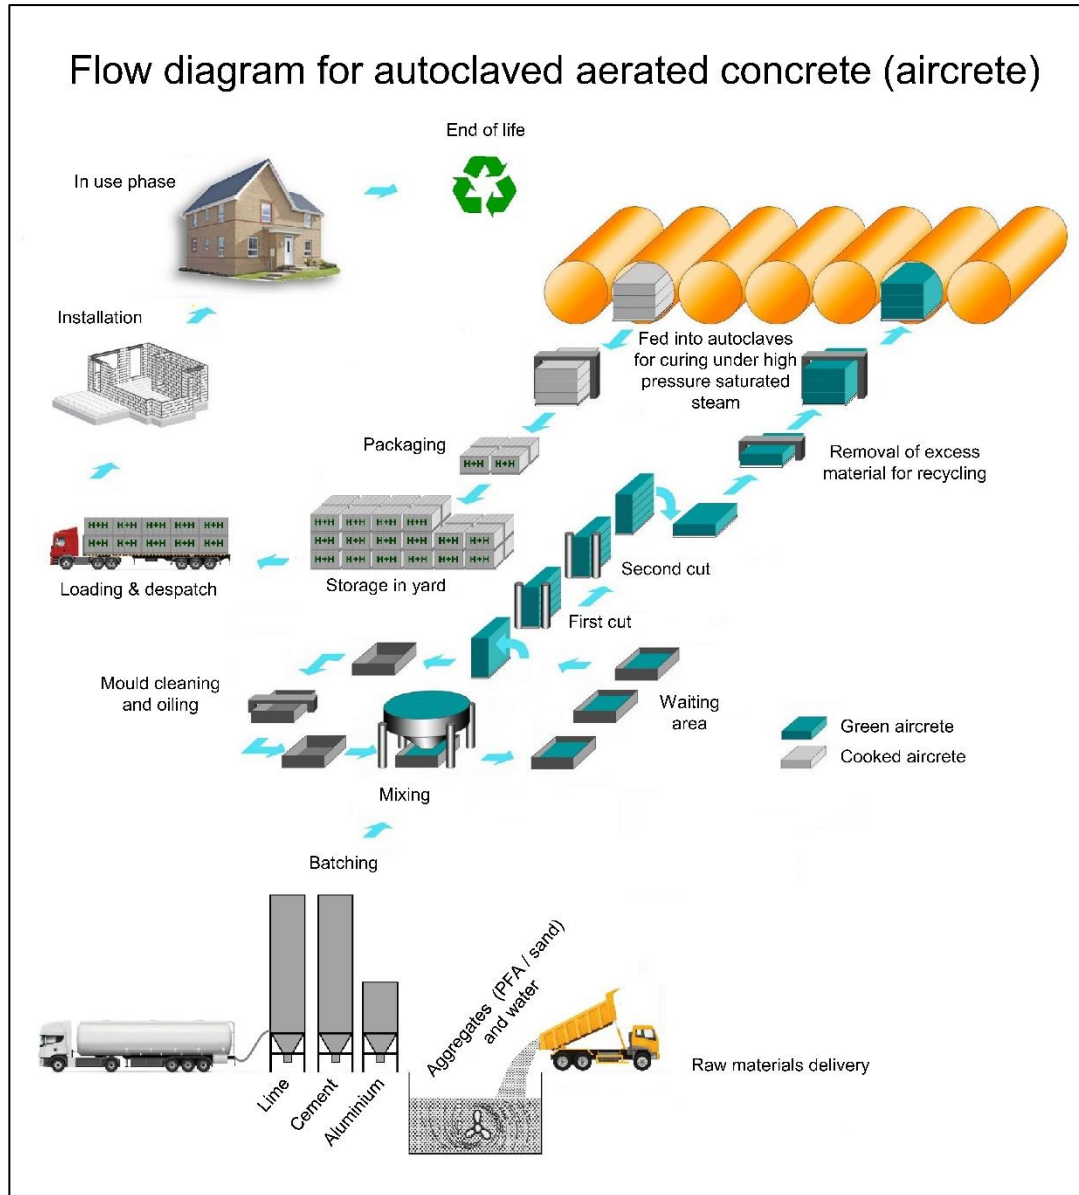 Flow diagram for autoclaved aerated concrete (aircrete)
End of life
In use phase
Installation
Fed into autoclaves
for curing under high
pressure saturated
steam
Packaging
H+H H+H
Removal of excess
material for recycling
H+H H+H H+H H+H
H+H H+H H+H H+H H+H H+H
H+H H+H H+H H+H H+H H+H
H+H H+H H+H H+H H+H
H+H H+H H+H H+H H+H
Second cut
Loading & despatch
Storage in yard
First cut
Mould cleaning
and oiling
Waiting
area
Green aircrete
Cooked aircrete
Mixing
Batching
Aggregates (PFA / sand)
and water
Raw materials delivery
Lime
Cement
Aluminium